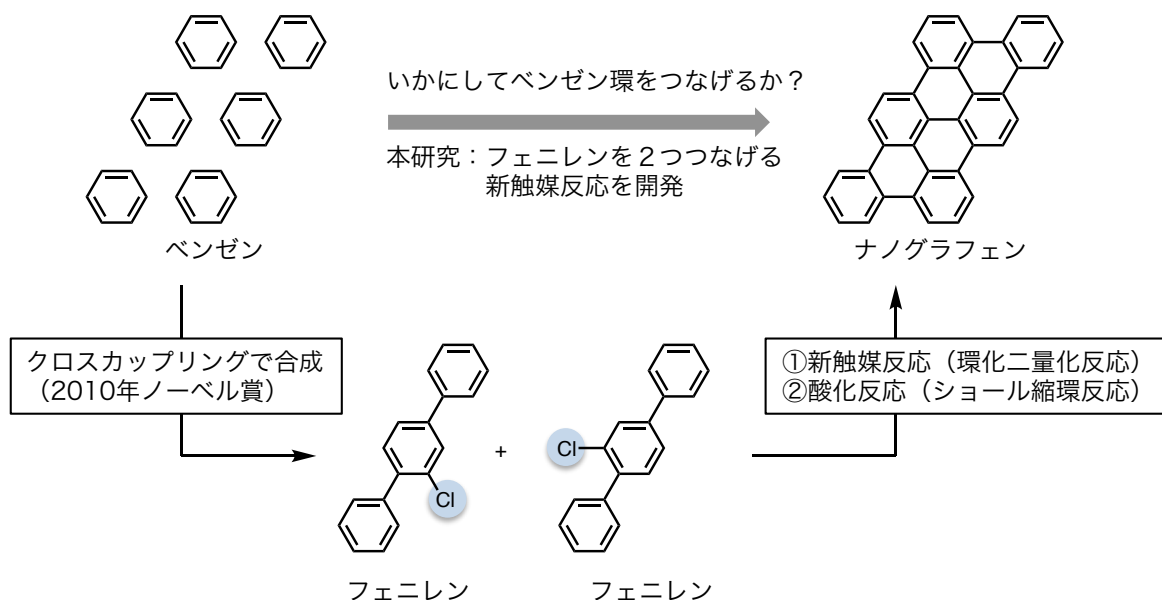 いかにしてベンゼン環をつなげるか？
本研究：フェニレンを２つつなげる
新触媒反応を開発
ベンゼン
ナノグラフェン
クロスカップリングで合成
（2010年ノーベル賞）
①新触媒反応（環化二量化反応）
②酸化反応（ショール縮環反応）
Cl
+
Cl
フェニレン
フェニレン